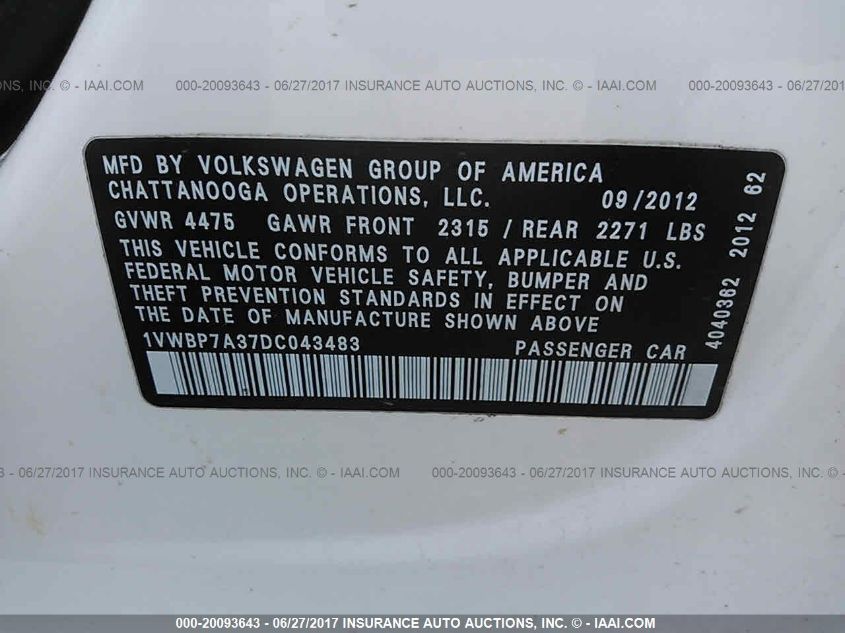 INC. © - IAAI.COM 000-20093643 / 06/27/2017 INSURANCE AUTO AUCTIONS, INC. © - IAAI.COM 000-20093643 / 06/27/2017 INSURANCE AU
MFD BY VOLKSWAGEN GROUP OF AMERICA
CHATTANOOGA OPERATIONS, LLC. 09/2012
GVWR 4475 GAWR FRONT 2315 / REAR 2271 LBS
THIS VEHICLE CONFORMS TO ALL APPLICABLE U.S.
FEDERAL MOTOR VEHICLE SAFETY, BUMPER AND
THEFT PREVENTION STANDARDS IN EFFECT ON
THE DATE OF MANUFACTURE SHOWN ABOVE
1VWBP7A37DC043483 PASSENGER CAR
4040362 2012 62
/ 06/27/2017 INSURANCE AUTO AUCTIONS, INC. © - IAAI.COM 000-20093643 / 06/27/2017 INSURANCE AUTO AUCTIONS, INC. © - IAAI.C
000-20093643 / 06/27/2017 INSURANCE AUTO AUCTIONS, INC. © - IAAI.COM